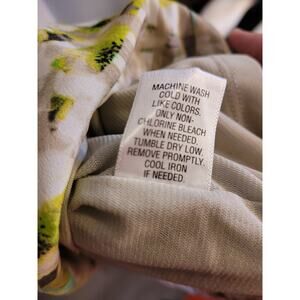 MACHINE WASH
COLD WITH
LIKE COLORS.
ONLY NON-
CHLORINE BLEACH
WHEN NEEDED.
TUMBLE DRY LOW.
REMOVE PROMPTLY.
COOL IRON
IF NEEDED.